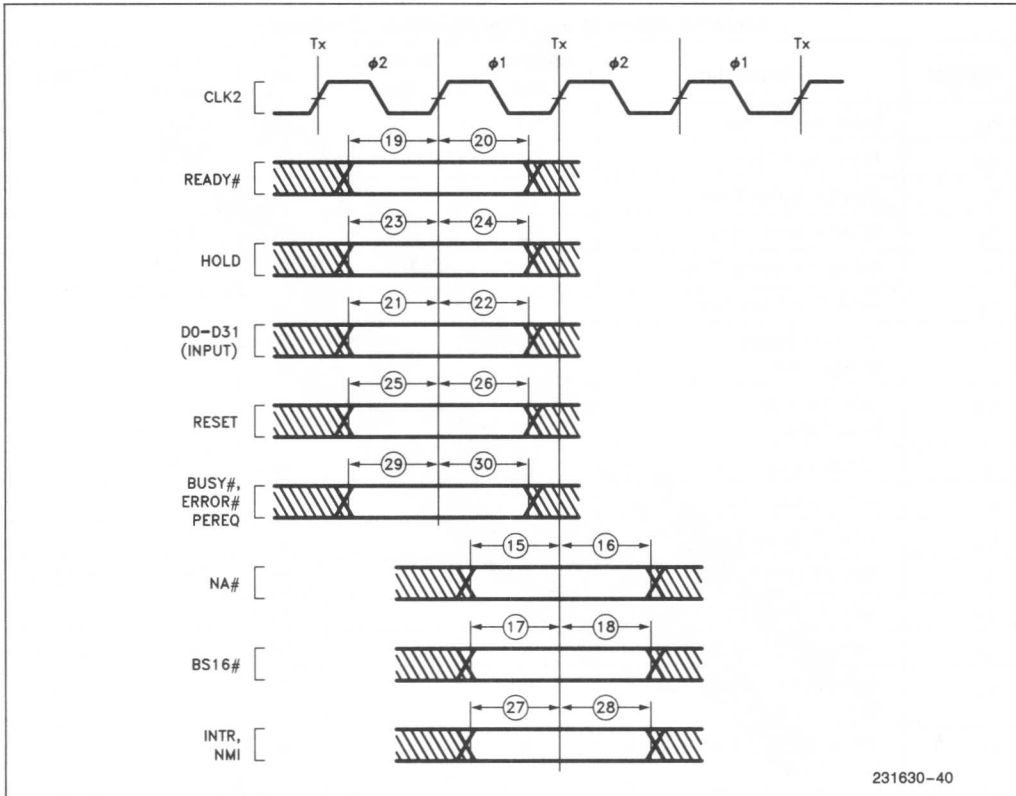 Tx Tx Tx
φ2 φ1 φ2 φ1
CLK2
19 20
READY#
23 24
HOLD
21 22
D0-D31
(INPUT)
25 26
RESET
29 30
BUSY#,
ERROR#
PEREQ
15 16
NA#
17 18
BS16#
27 28
INTR,
NMI
231630-40